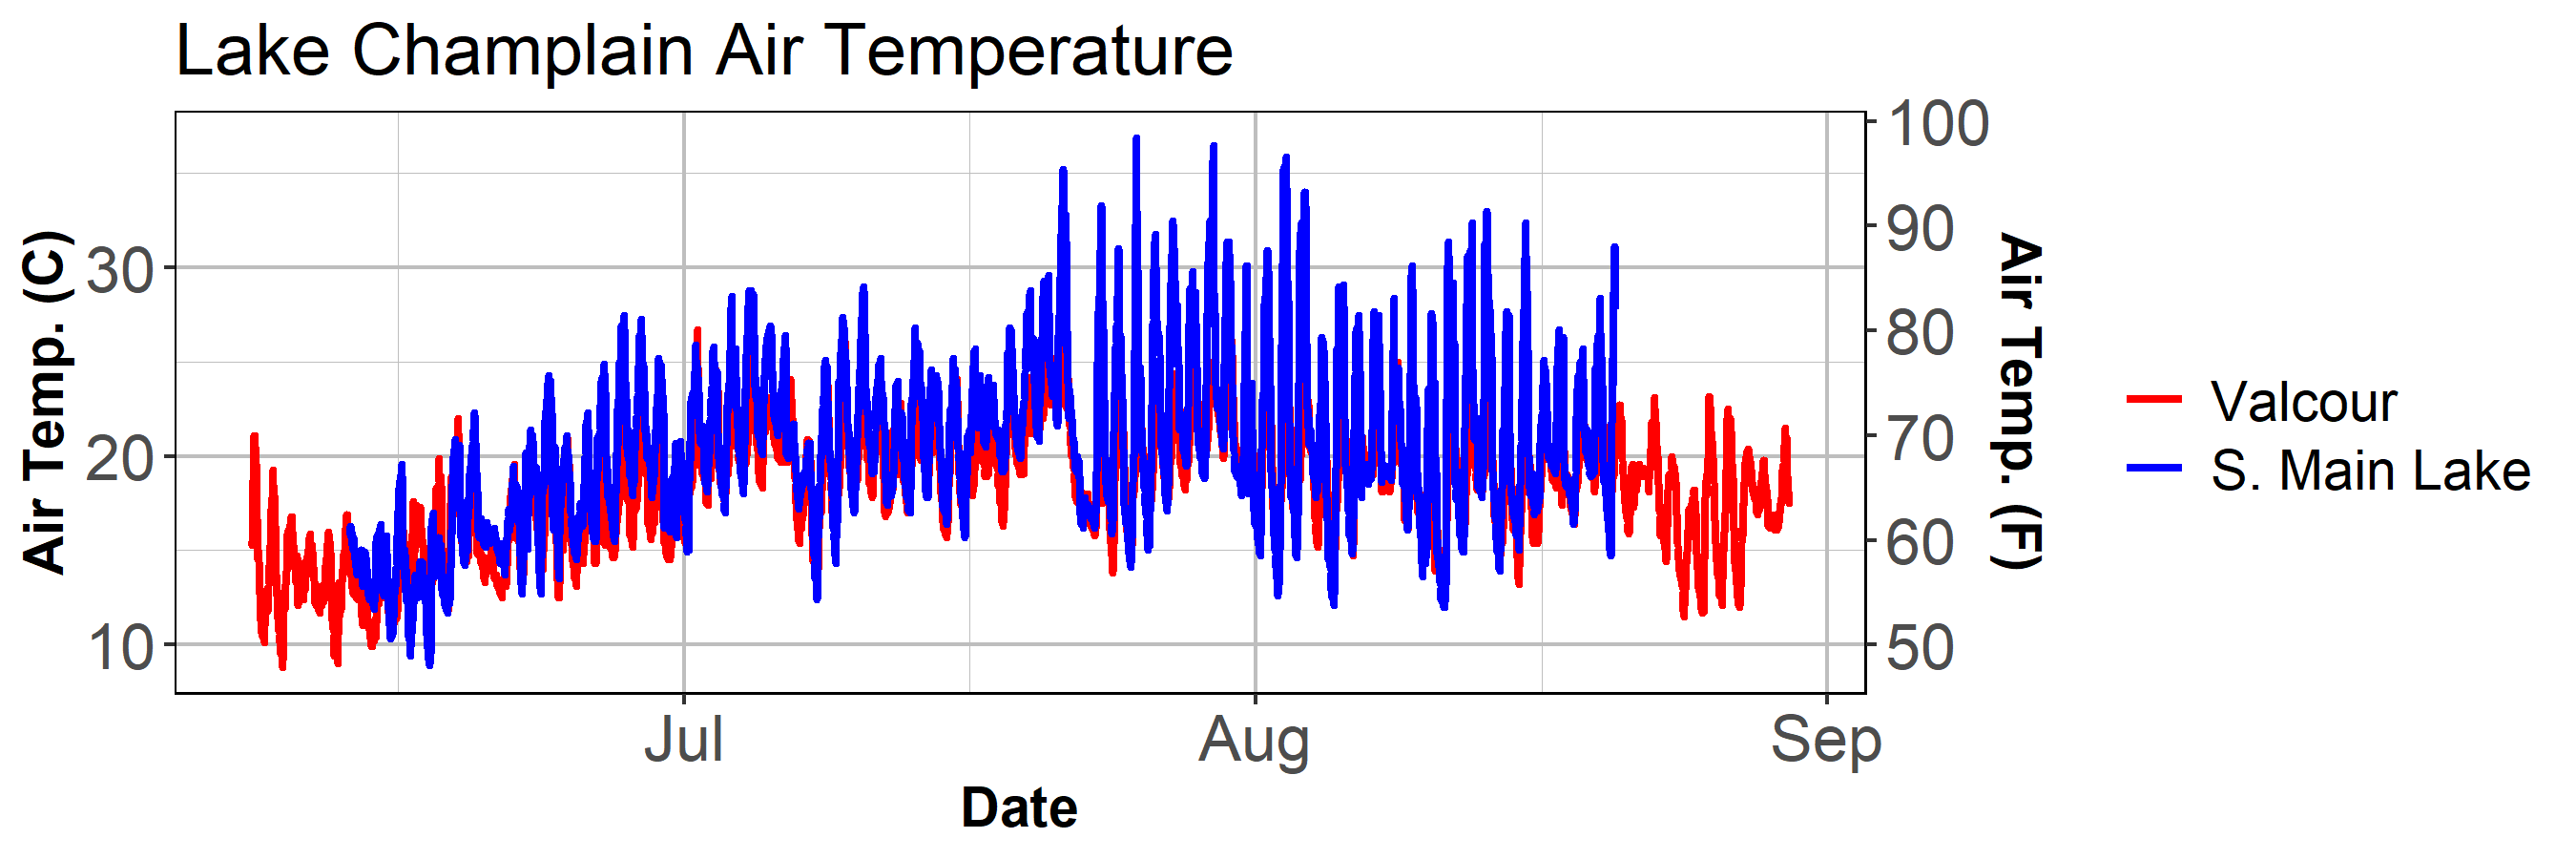 Lake Champlain Air Temperature
Air Temp. (C)
30
20
10
100
90
80
70
60
50
Air Temp. (F)
Jul
Aug
Sep
Date
Valcour
S. Main Lake